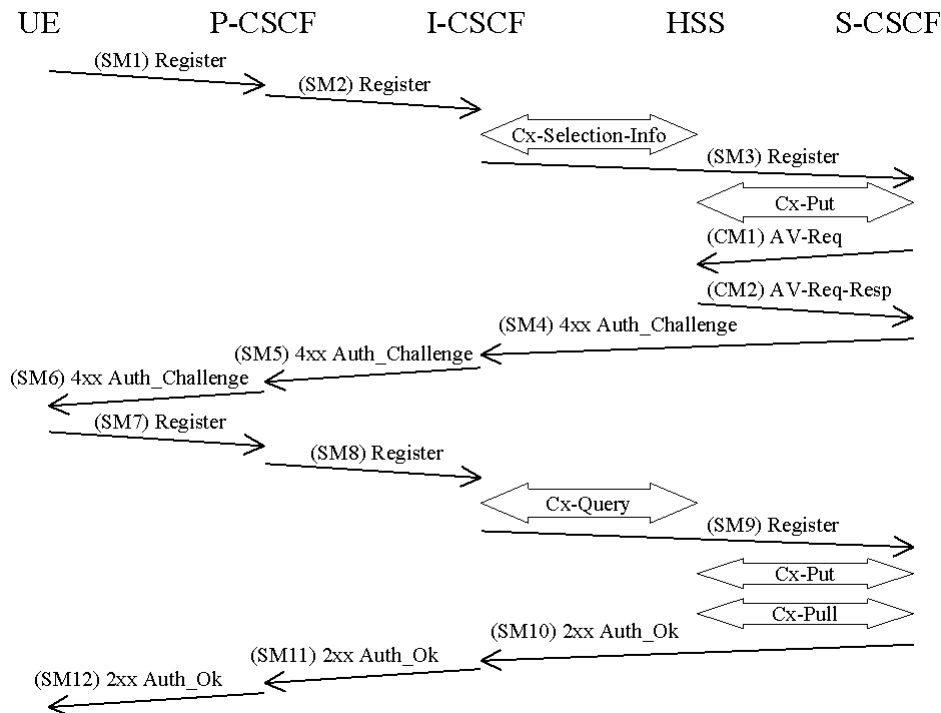 UE P-CSCF I-CSCF HSS S-CSCF
(SM1) Register
(SM2) Register
Cx-Selection-Info
(SM3) Register
Cx-Put
(CM1) AV-Req
(CM2) AV-Req-Resp
(SM4) 4xx Auth_Challenge
(SM5) 4xx Auth_Challenge
(SM6) 4xx Auth_Challenge
(SM7) Register
(SM8) Register
Cx-Query
(SM9) Register
Cx-Put
Cx-Pull
(SM10) 2xx Auth_Ok
(SM11) 2xx Auth_Ok
(SM12) 2xx Auth_Ok